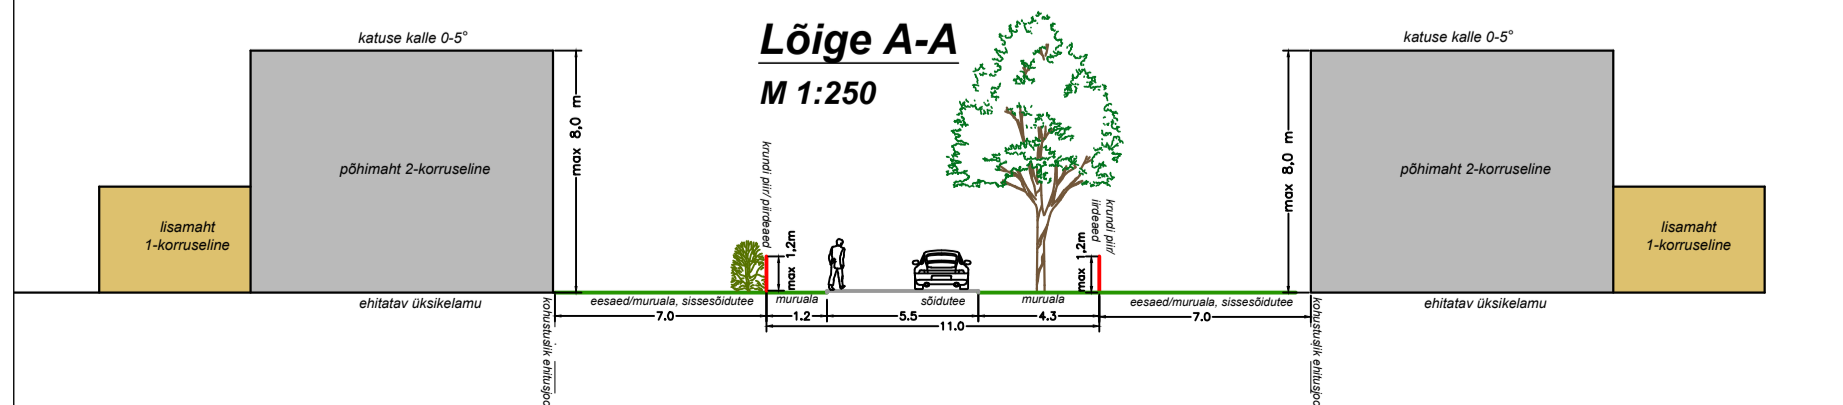 Lõige A-A
M 1:250
katuse kalle 0-5°
katuse kalle 0-5°
põhimaht 2-korruseline
põhimaht 2-korruseline
lisamaht
1-korruseline
lisamaht
1-korruseline
max 8,0 m
max 8,0 m
krundi piir/ piirdeaed
max 1,2m
max 1,2m
krundi piir/
iirdeaed
ehitatav üksikelamu
eesaed/muruala, sissesõidutee
muruala
sõidutee
muruala
eesaed/muruala, sissesõidutee
ehitatav üksikelamu
7.0
1.2
5.5
4.3
7.0
11.0
kohustuslik ehitusjoo
kohustuslik ehitusjoo